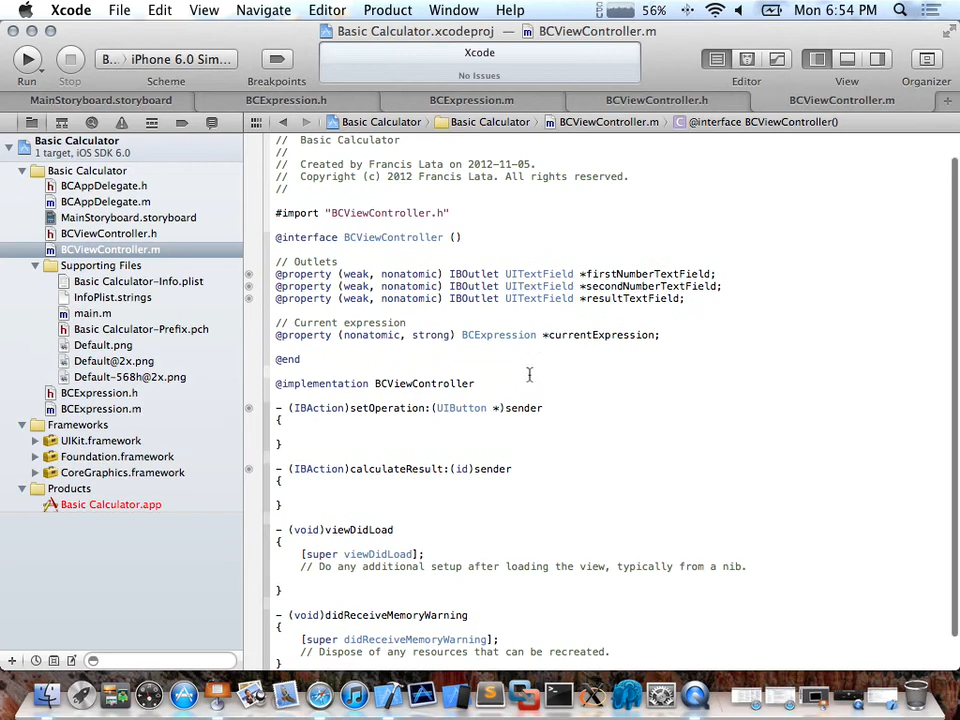 Xcode File Edit View Navigate Editor Product Window Help 56% Mon 6:54 PM
Basic Calculator.xcodeproj — BCViewController.m
B...〉iPhone 6.0 Sim...
Xcode
No Issues
Run Stop Scheme Breakpoints Editor View Organizer
MainStoryboard.storyboard BCExpression.h BCExpression.m BCViewController.h BCViewController.m
Basic Calculator Basic Calculator BCViewController.m @interface BCViewController()
Basic Calculator
1 target, iOS SDK 6.0
Basic Calculator
BCAppDelegate.h
BCAppDelegate.m
MainStoryboard.storyboard
BCViewController.h
BCViewController.m
Supporting Files
Basic Calculator-Info.plist
InfoPlist.strings
main.m
Basic Calculator-Prefix.pch
Default.png
Default@2x.png
Default-568h@2x.png
BCExpression.h
BCExpression.m
Frameworks
UIKit.framework
Foundation.framework
CoreGraphics.framework
Products
Basic Calculator.app
//  Basic Calculator
//
//  Created by Francis Lata on 2012-11-05.
//  Copyright (c) 2012 Francis Lata. All rights reserved.
//
#import "BCViewController.h"
@interface BCViewController ()
// Outlets
@property (weak, nonatomic) IBOutlet UITextField *firstNumberTextField;
@property (weak, nonatomic) IBOutlet UITextField *secondNumberTextField;
@property (weak, nonatomic) IBOutlet UITextField *resultTextField;
// Current expression
@property (nonatomic, strong) BCExpression *currentExpression;
@end
@implementation BCViewController
- (IBAction)setOperation:(UIButton *)sender
{
}
- (IBAction)calculateResult:(id)sender
{
}
- (void)viewDidLoad
{
[super viewDidLoad];
// Do any additional setup after loading the view, typically from a nib.
}
- (void)didReceiveMemoryWarning
{
[super didReceiveMemoryWarning];
// Dispose of any resources that can be recreated.
}